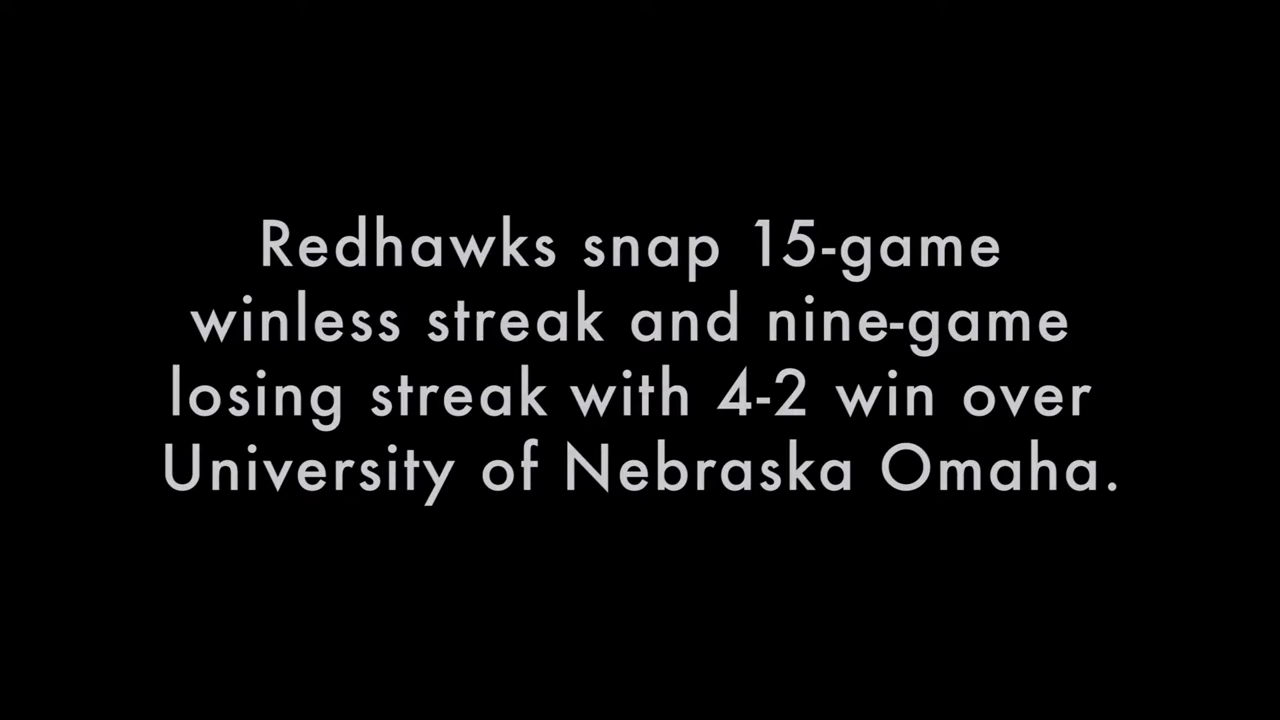 Redhawks snap 15-game
winless streak and nine-game
losing streak with 4-2 win over
University of Nebraska Omaha.